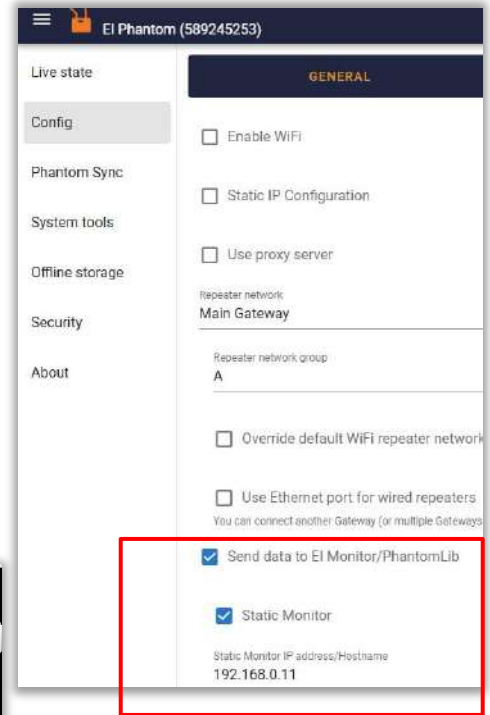 EI Phantom (589245253)
Live state
Config
Phantom Sync
System tools
Offline storage
Security
About
GENERAL
Enable WiFi
Static IP Configuration
Use proxy server
Repeater network
Main Gateway
Repeater network group
A
Override default WiFi repeater network
Use Ethernet port for wired repeaters
You can connect another Gateway (or multiple Gateways
Send data to EI Monitor/PhantomLib
Static Monitor
Static Monitor IP address/Hostname
192.168.0.11